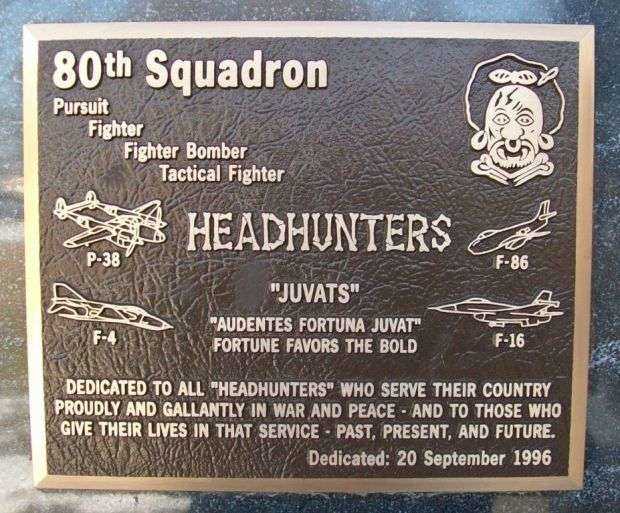 80th Squadron
Pursuit
Fighter
Fighter Bomber
Tactical Fighter
HEADHUNTERS
P-38
F-86
"JUVATS"
F-4
"AUDENTES FORTUNA JUVAT"
FORTUNE FAVORS THE BOLD
F-16
DEDICATED TO ALL "HEADHUNTERS" WHO SERVE THEIR COUNTRY
PROUDLY AND GALLANTLY IN WAR AND PEACE - AND TO THOSE WHO
GIVE THEIR LIVES IN THAT SERVICE - PAST, PRESENT, AND FUTURE.
Dedicated: 20 September 1996